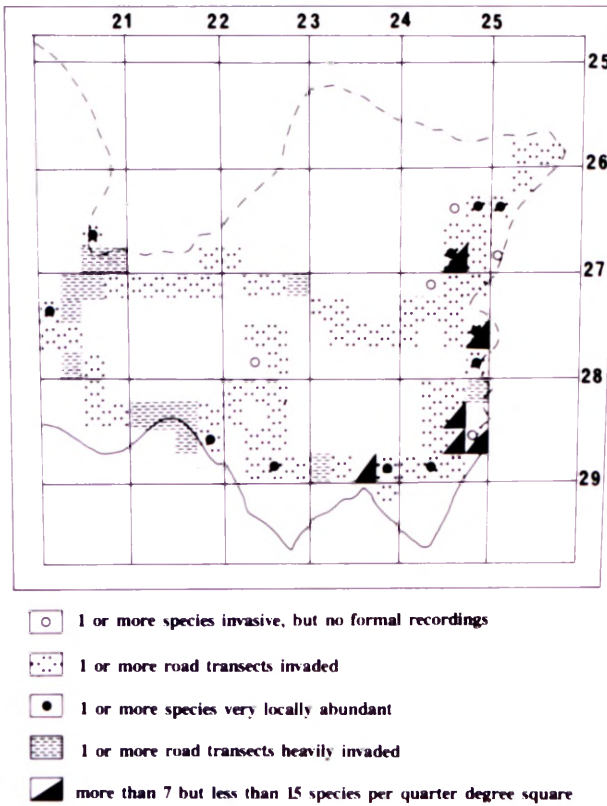 21 22 23 24 25
25
26
27
28
29
1 or more species invasive, but no formal recordings
1 or more road transects invaded
1 or more species very locally abundant
1 or more road transects heavily invaded
more than 7 but less than 15 species per quarter degree square